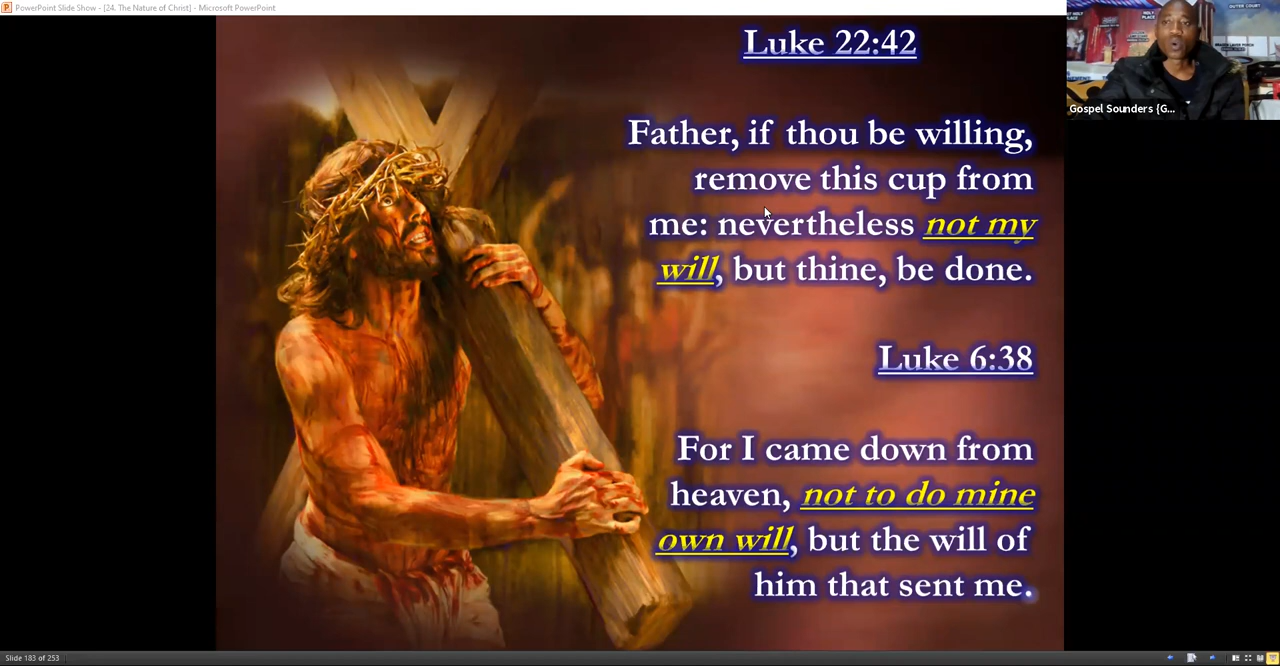 PowerPoint Slide Show - [24. The Nature of Christ] - Microsoft PowerPoint
OUTER COURT
Gospel Sounders {G...
Luke 22:42
Father, if thou be willing,
remove this cup from
me: nevertheless not my
will, but thine, be done.
Luke 6:38
For I came down from
heaven, not to do mine
own will, but the will of
him that sent me.
Slide 183 of 253